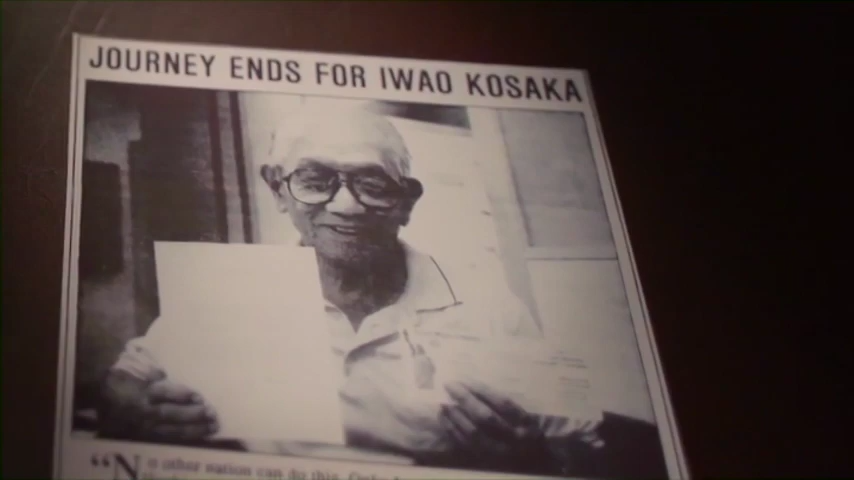 JOURNEY ENDS FOR IWAO KOSAKA
“No other nation can do this.